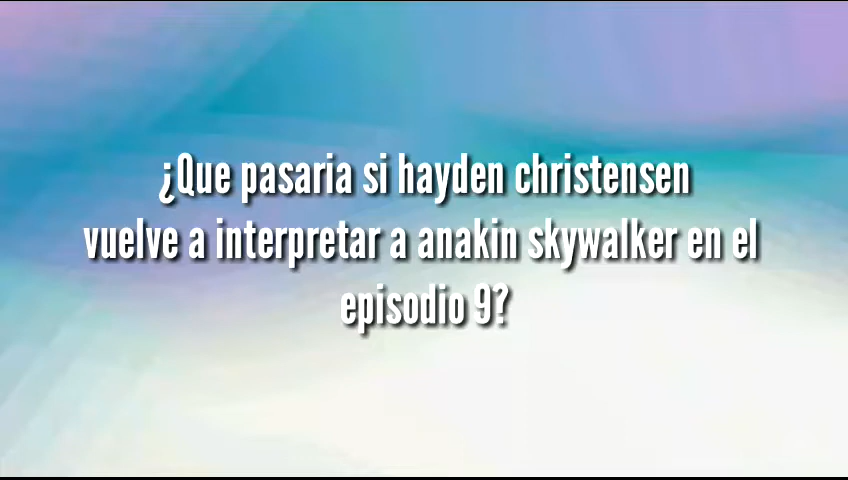 ¿Que pasaria si hayden christensen
vuelve a interpretar a anakin skywalker en el
episodio 9?